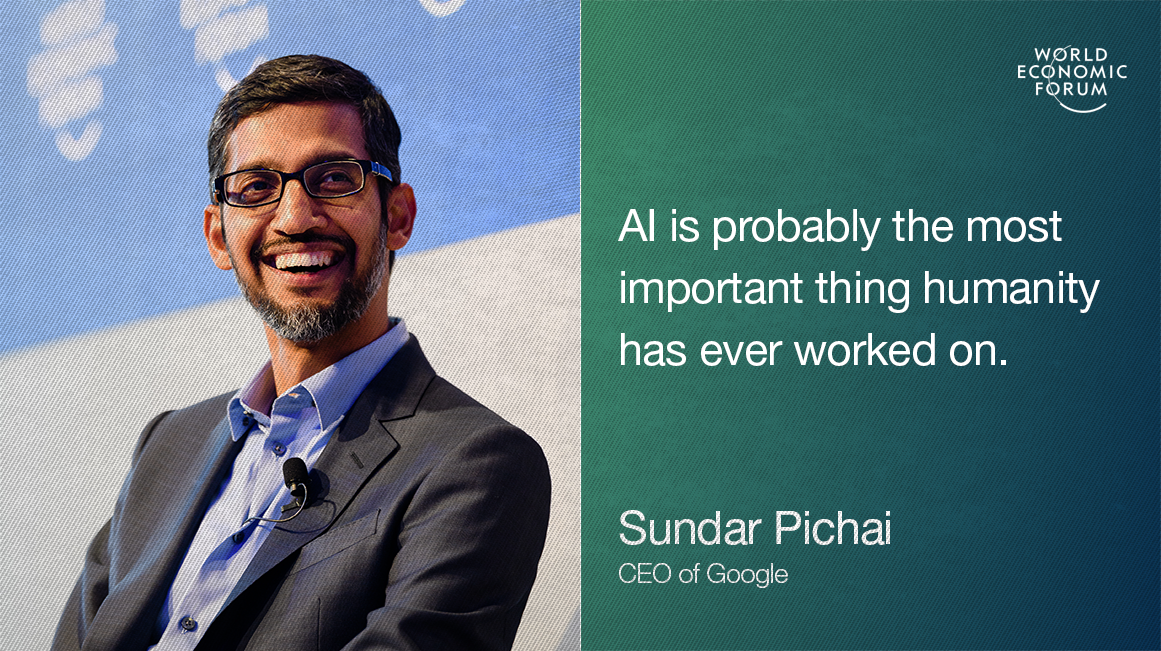 WORLD
ECONOMIC
FORUM
AI is probably the most
important thing humanity
has ever worked on.
Sundar Pichai
CEO of Google